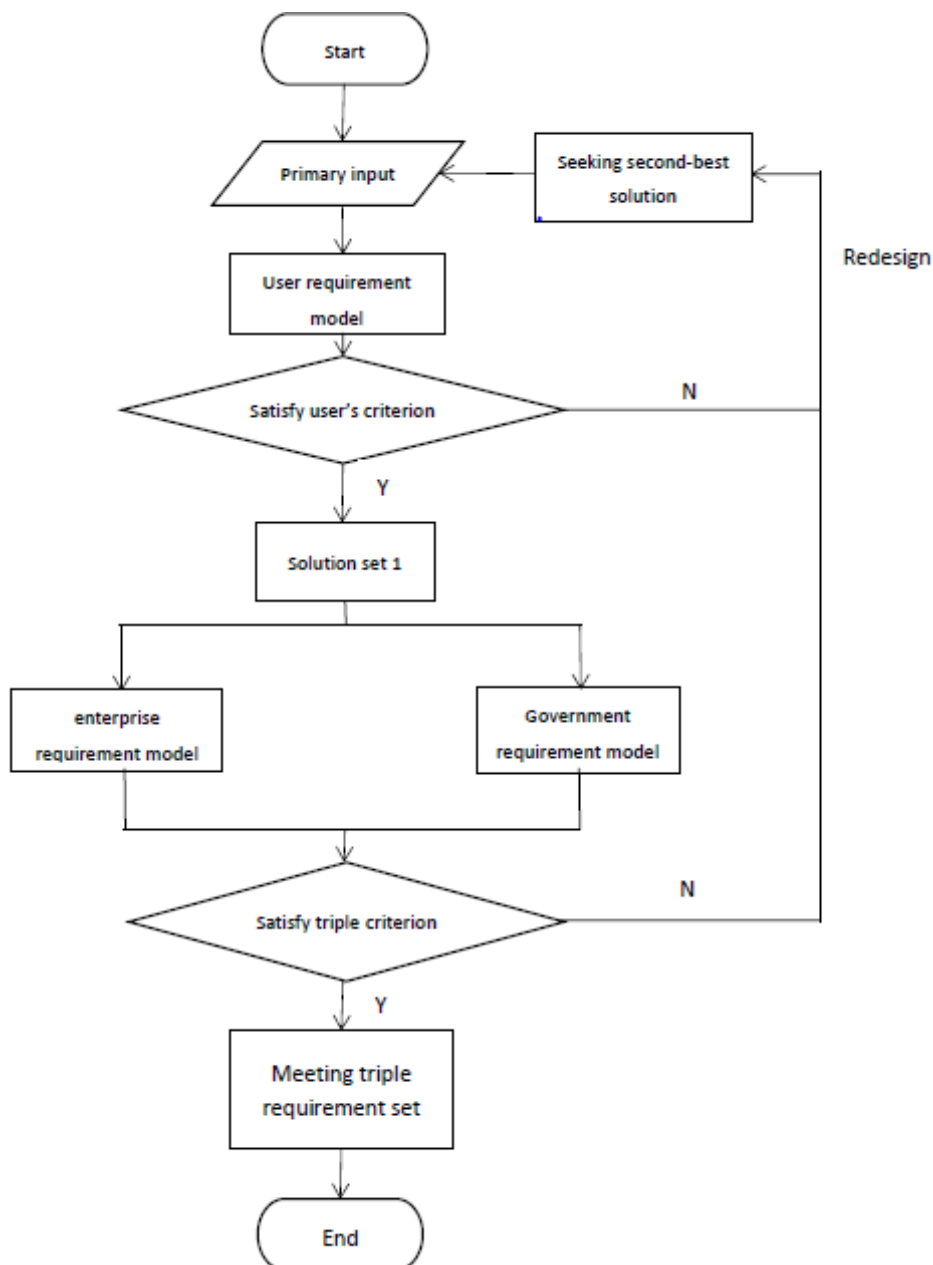 Start
Primary input
Seeking second-best
solution
Redesign
User requirement
model
Satisfy user's criterion
N
Y
Solution set 1
enterprise
requirement model
Government
requirement model
Satisfy triple criterion
N
Y
Meeting triple
requirement set
End